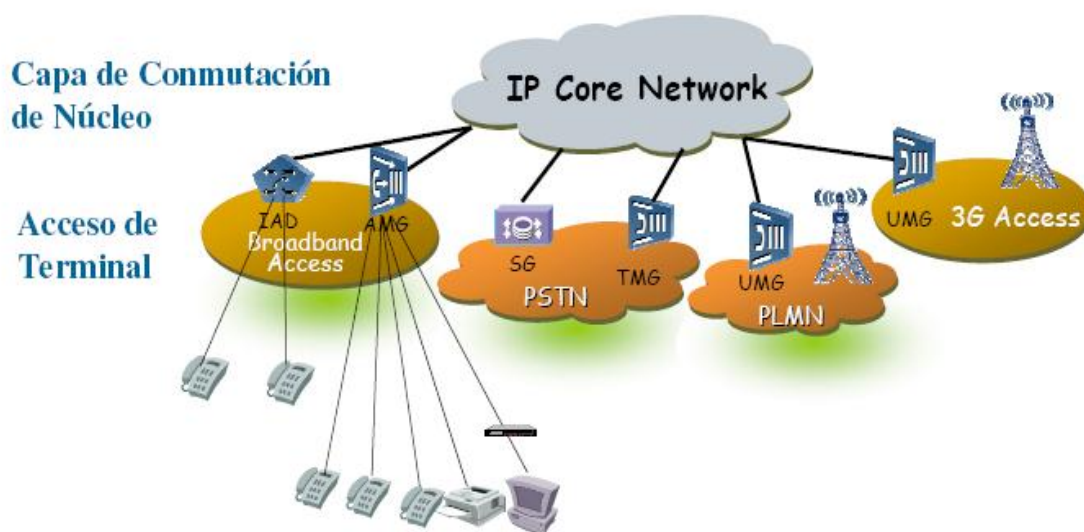 Capa de Conmutación
de Núcleo
IP Core Network
Acceso de
Terminal
IAD
AMG
Broadband
Access
SG
TMG
PSTN
UMG
PLMN
UMG
3G Access